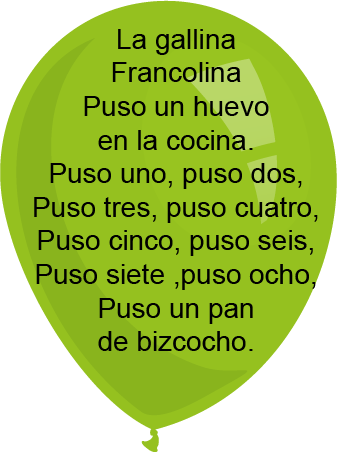 La gallina
Francolina
Puso un huevo
en la cocina.
Puso uno, puso dos,
Puso tres, puso cuatro,
Puso cinco, puso seis,
Puso siete ,puso ocho,
Puso un pan
de bizcocho.